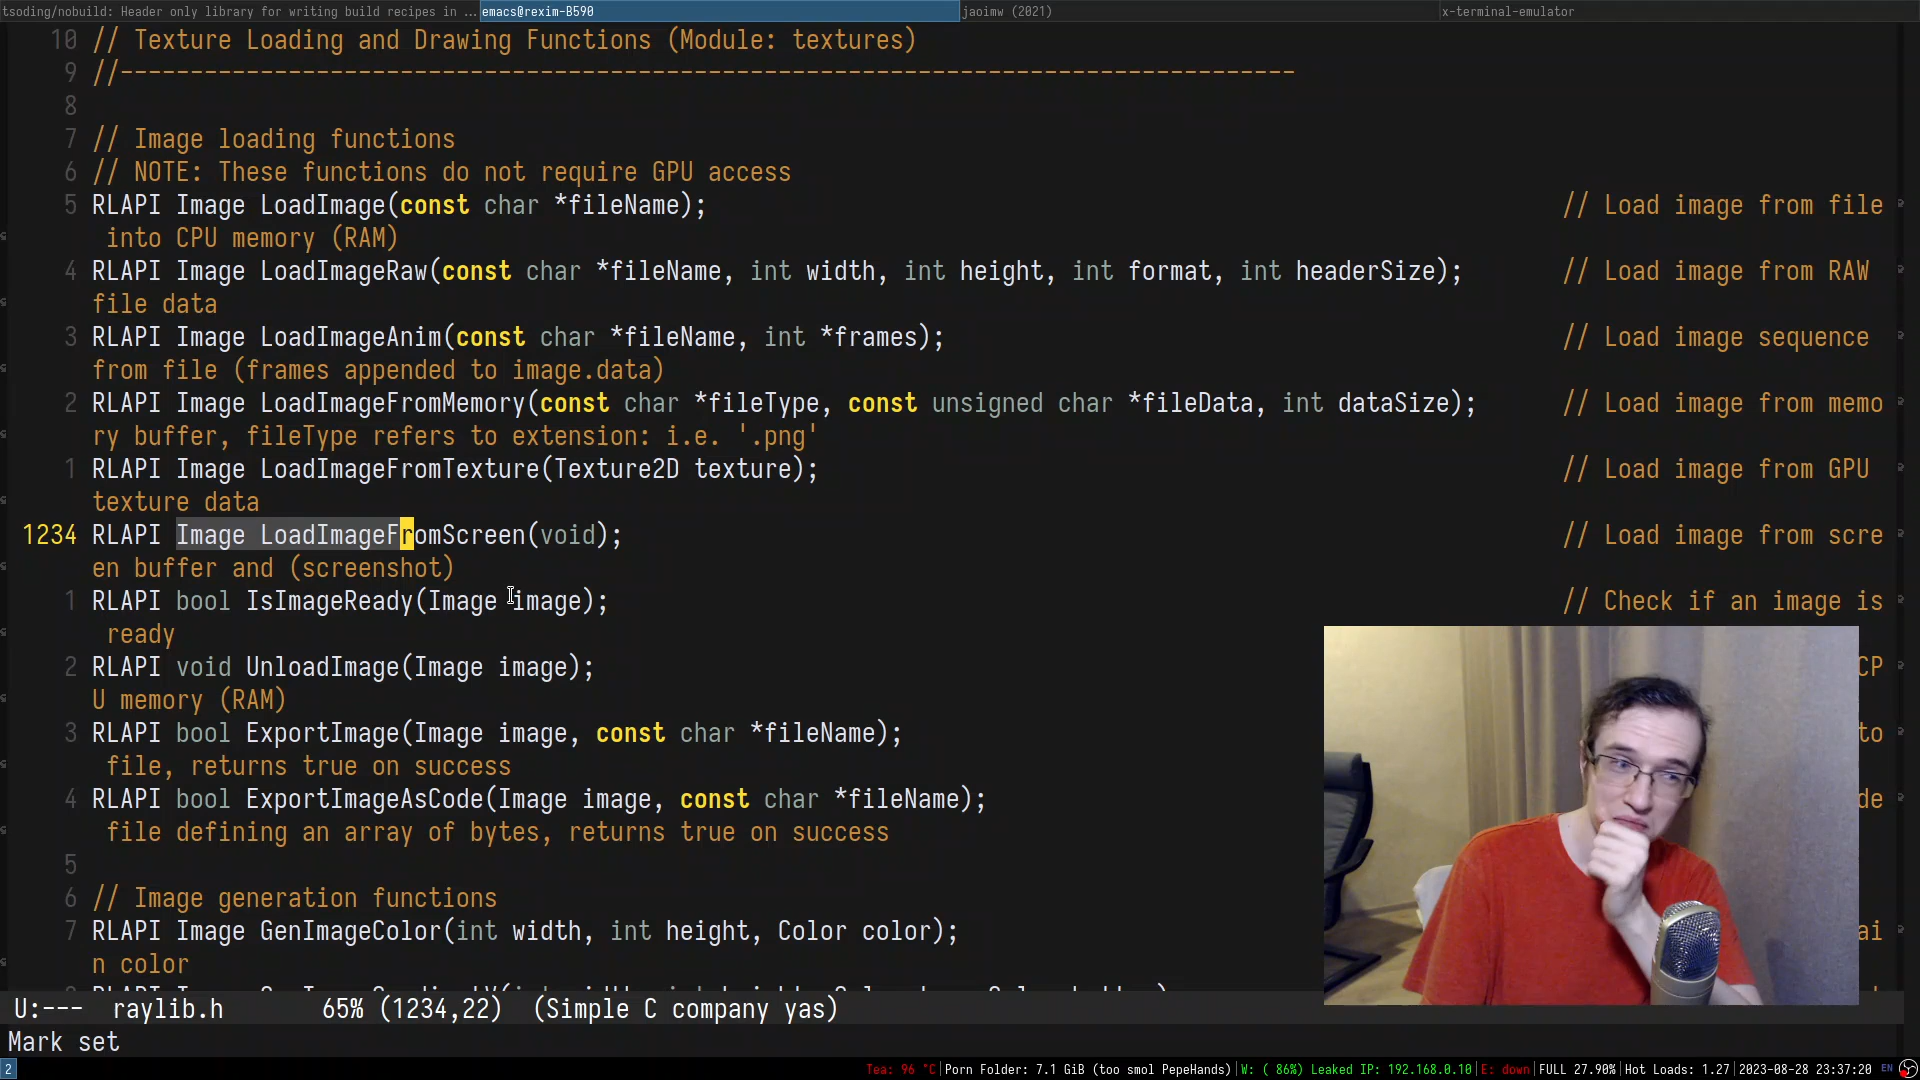 tsoding/nobuild: Header only library for writing build recipes in ...
emacs@rexim-B590
jaoimw (2021)
x-terminal-emulator
10 // Texture Loading and Drawing Functions (Module: textures)
9 //------------------------------------------------------------------------------------
8
7 // Image loading functions
6 // NOTE: These functions do not require GPU access
5 RLAPI Image LoadImage(const char *fileName); // Load image from file
into CPU memory (RAM)
4 RLAPI Image LoadImageRaw(const char *fileName, int width, int height, int format, int headerSize); // Load image from RAW
file data
3 RLAPI Image LoadImageAnim(const char *fileName, int *frames); // Load image sequence
from file (frames appended to image.data)
2 RLAPI Image LoadImageFromMemory(const char *fileType, const unsigned char *fileData, int dataSize); // Load image from memo
ry buffer, fileType refers to extension: i.e. '.png'
1 RLAPI Image LoadImageFromTexture(Texture2D texture); // Load image from GPU
texture data
1234 RLAPI Image LoadImageFromScreen(void); // Load image from scre
en buffer and (screenshot)
1 RLAPI bool IsImageReady(Image image); // Check if an image is
ready
2 RLAPI void UnloadImage(Image image); CP
U memory (RAM)
3 RLAPI bool ExportImage(Image image, const char *fileName); to
file, returns true on success
4 RLAPI bool ExportImageAsCode(Image image, const char *fileName); de
file defining an array of bytes, returns true on success
5
6 // Image generation functions
7 RLAPI Image GenImageColor(int width, int height, Color color); ai
n color
U:--- raylib.h 65% (1234,22) (Simple C company yas)
Mark set
2 Tea: 96 °C|Porn Folder: 7.1 GiB (too smol PepeHands)|W: ( 86%) Leaked IP: 192.168.0.10|E: down|FULL 27.90%|Hot Loads: 1.27|2023-08-28 23:37:20 EN